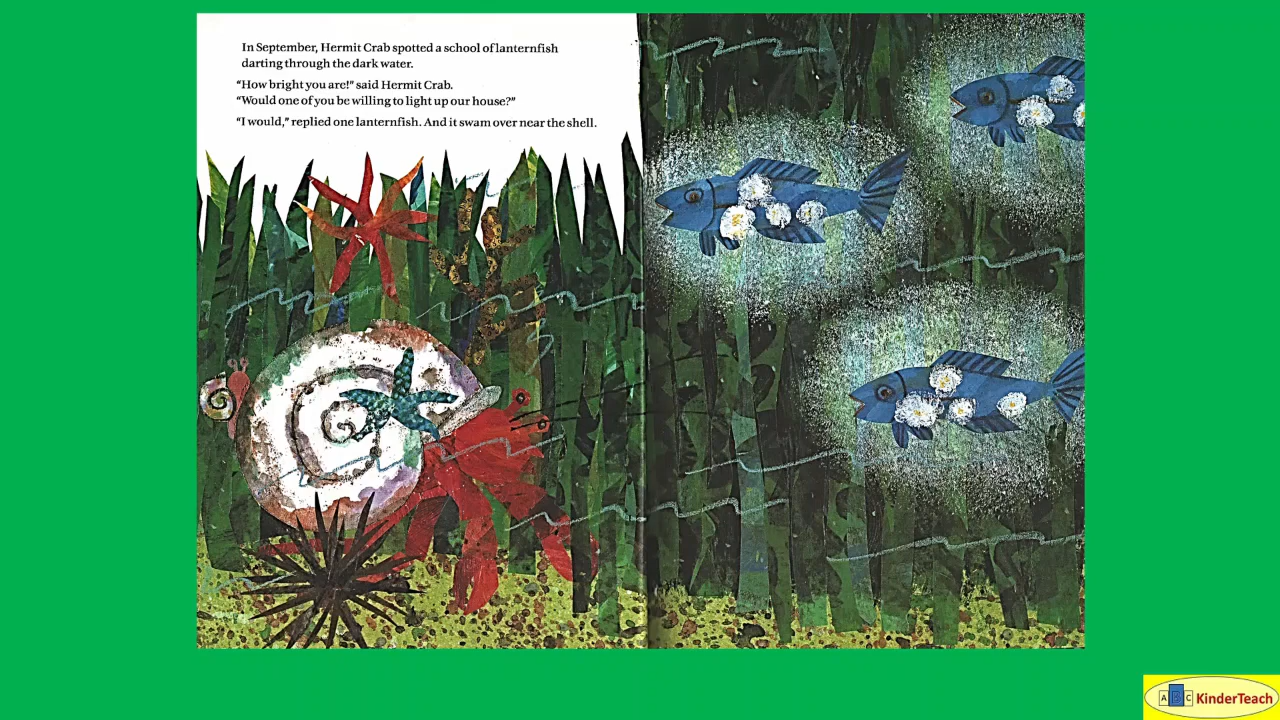 In September, Hermit Crab spotted a school of lanternfish
darting through the dark water.
“How bright you are!” said Hermit Crab.
“Would one of you be willing to light up our house?”
“I would,” replied one lanternfish. And it swam over near the shell.
A B C KinderTeach